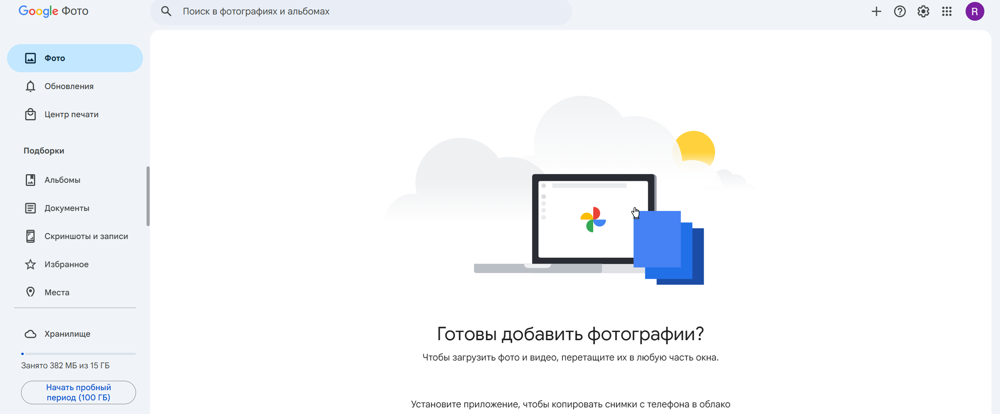 Google Фото
Поиск в фотографиях и альбомах
R
Фото
Обновления
Центр печати
Подборки
Альбомы
Документы
Скриншоты и записи
Избранное
Места
Хранилище
Занято 382 МБ из 15 ГБ
Начать пробный
период (100 ГБ)
Готовы добавить фотографии?
Чтобы загрузить фото и видео, перетащите их в любую часть окна.
Установите приложение, чтобы копировать снимки с телефона в облако